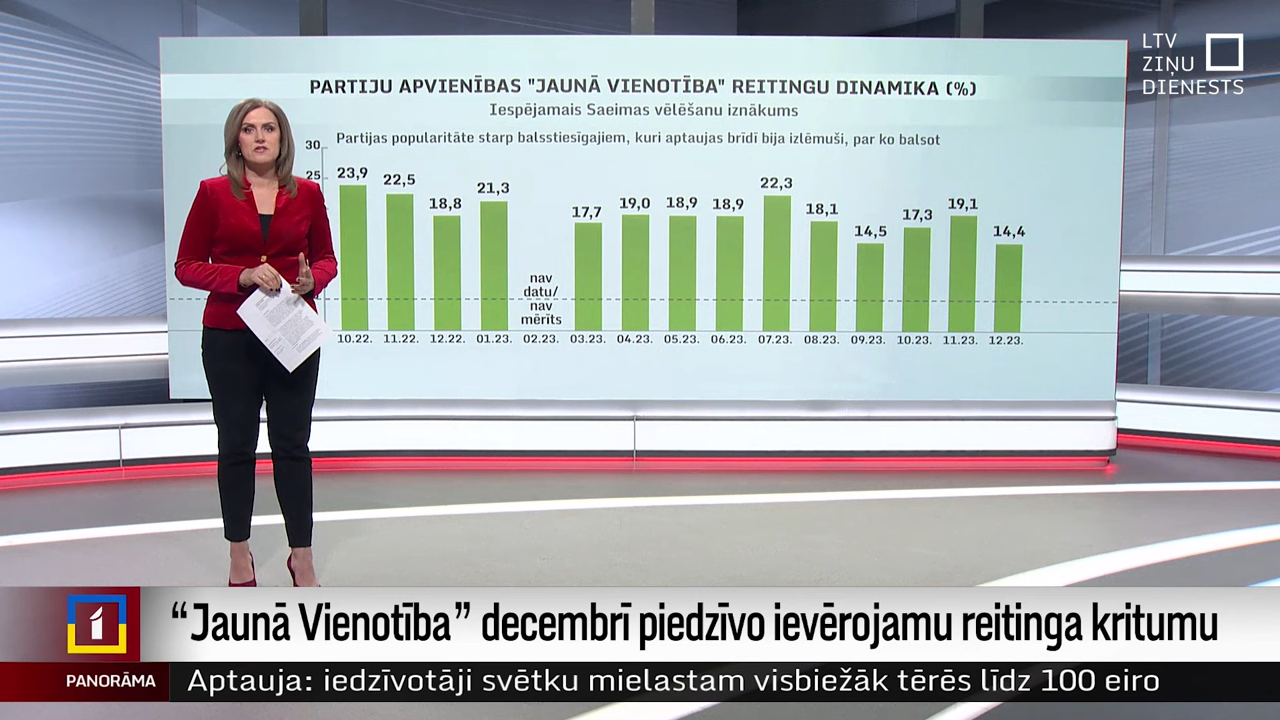 LTV
ZIŅU
DIENESTS
PARTIJU APVIENĪBAS "JAUNĀ VIENOTĪBA" REITINGU DINAMIKA (%)
Iespējamais Saeimas vēlēšanu iznākums
Partijas popularitāte starp balsstiesīgajiem, kuri aptaujas brīdī bija izlēmuši, par ko balsot
30
25
23,9 22,5 18,8 21,3 17,7 19,0 18,9 18,9 22,3 18,1 14,5 17,3 19,1 14,4
nav
datu/
nav
mērīts
10.22. 11.22. 12.22. 01.23. 02.23. 03.23. 04.23. 05.23. 06.23. 07.23. 08.23. 09.23. 10.23. 11.23. 12.23.
1 “Jaunā Vienotība” decembrī piedzīvo ievērojamu reitinga kritumu
PANORĀMA Aptauja: iedzīvotāji svētku mielastam visbiežāk tērēs līdz 100 eiro